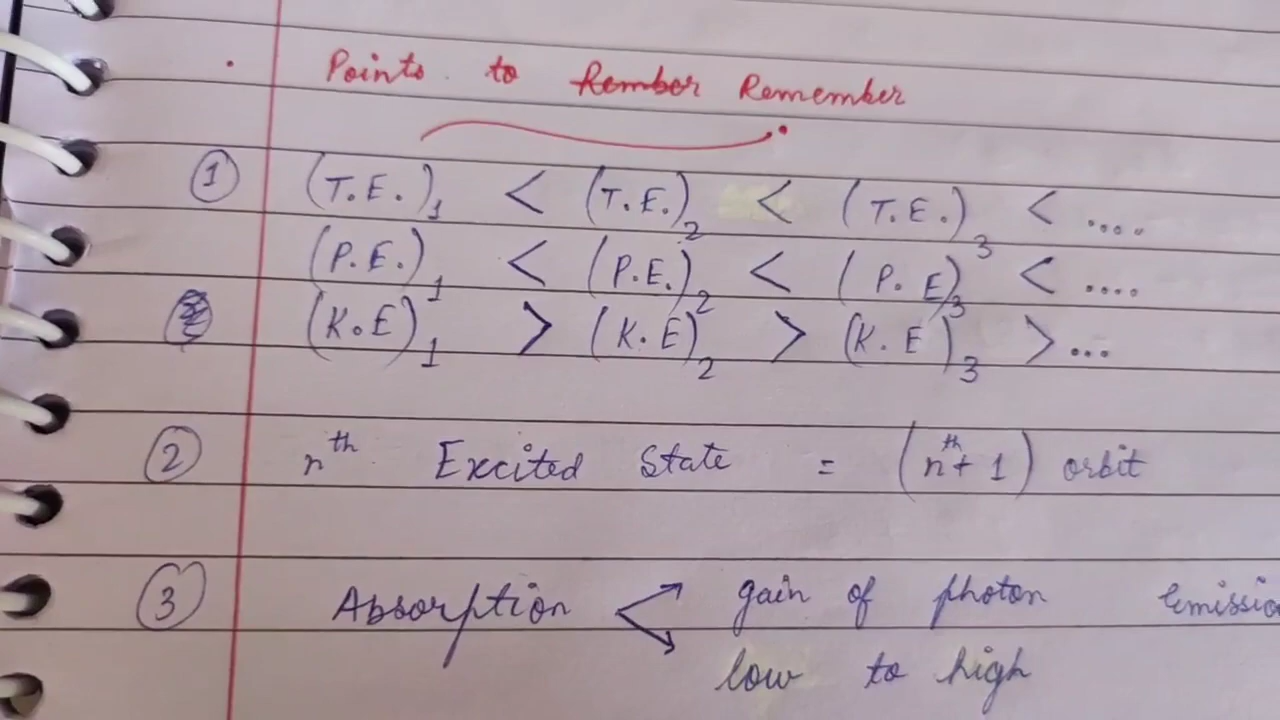 . Points to Rember Remember
① (T.E.)₁ < (T.E.)₂ < (T.E.)₃ < ....
(P.E.)₁ < (P.E.)₂ < (P.E)₃ < ....
(K.E)₁ > (K.E)₂ > (K.E)₃ > ...
② nᵗʰ Excited State = (nᵗʰ + 1) orbit
③ Absorption gain of photon Emissio
low to high